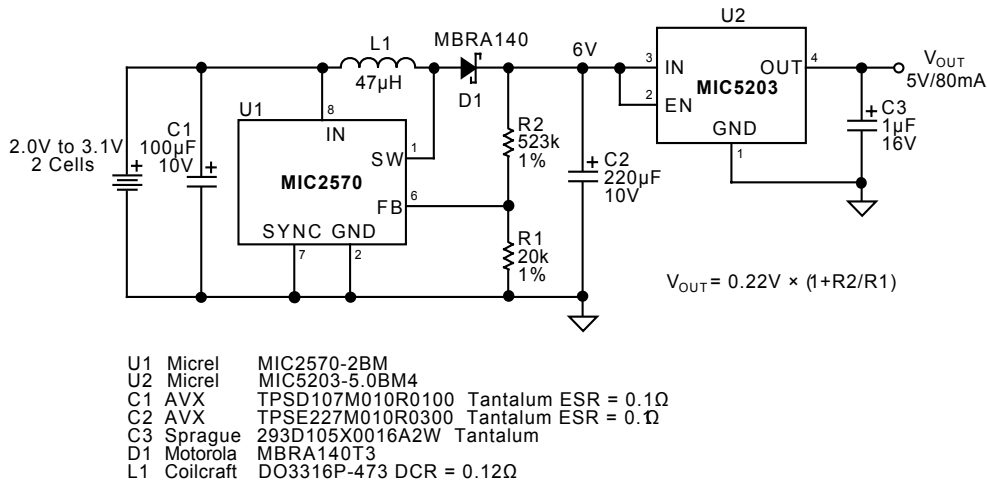 U2
L1
MBRA140
6V
3
IN
OUT
4
VOUT
5V/80mA
47µH
D1
MIC5203
2
EN
U1
8
IN
C1
100µF
10V
+
2.0V to 3.1V
2 Cells
+
SW
1
MIC2570
R2
523k
1%
GND
1
+
C3
1µF
16V
+
C2
220µF
10V
FB
6
SYNC
GND
7
2
R1
20k
1%
VOUT = 0.22V × (1+R2/R1)
U1 Micrel MIC2570-2BM
U2 Micrel MIC5203-5.0BM4
C1 AVX TPSD107M010R0100 Tantalum ESR = 0.1Ω
C2 AVX TPSE227M010R0300 Tantalum ESR = 0.1Ω
C3 Sprague 293D105X0016A2W Tantalum
D1 Motorola MBRA140T3
L1 Coilcraft DO3316P-473 DCR = 0.12Ω